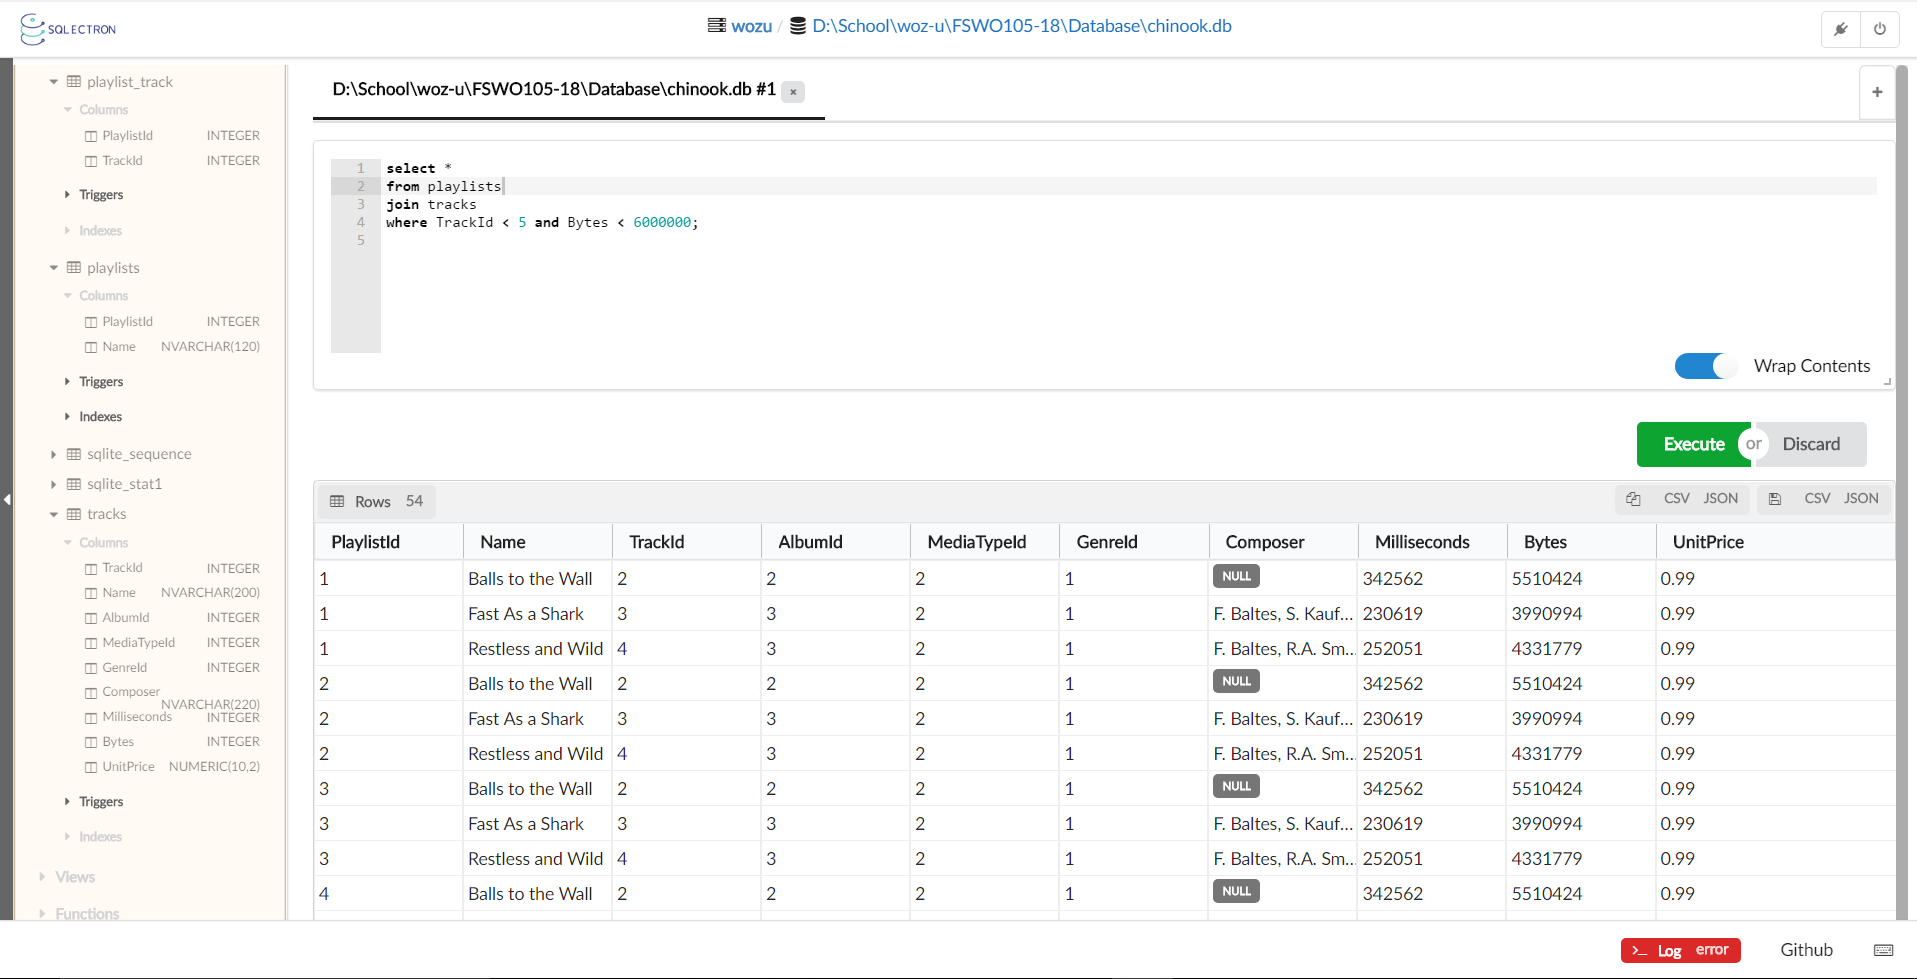 SQLECTRON
wozu / D:\School\woz-u\FSWO105-18\Database\chinook.db
playlist_track
Columns
PlaylistId INTEGER
TrackId INTEGER
Triggers
Indexes
playlists
Columns
PlaylistId INTEGER
Name NVARCHAR(120)
Triggers
Indexes
sqlite_sequence
sqlite_stat1
tracks
Columns
TrackId INTEGER
Name NVARCHAR(200)
AlbumId INTEGER
MediaTypeId INTEGER
GenreId INTEGER
Composer NVARCHAR(220)
Milliseconds INTEGER
Bytes INTEGER
UnitPrice NUMERIC(10,2)
Triggers
Indexes
Views
Functions
D:\School\woz-u\FSWO105-18\Database\chinook.db #1 ×
+
1 select *
2 from playlists
3 join tracks
4 where TrackId < 5 and Bytes < 6000000;
5
Wrap Contents
Execute or Discard
Rows 54 CSV JSON CSV JSON
PlaylistId Name TrackId AlbumId MediaTypeId GenreId Composer Milliseconds Bytes UnitPrice
1 Balls to the Wall 2 2 2 1 NULL 342562 5510424 0.99
1 Fast As a Shark 3 3 2 1 F. Baltes, S. Kauf... 230619 3990994 0.99
1 Restless and Wild 4 3 2 1 F. Baltes, R.A. Sm... 252051 4331779 0.99
2 Balls to the Wall 2 2 2 1 NULL 342562 5510424 0.99
2 Fast As a Shark 3 3 2 1 F. Baltes, S. Kauf... 230619 3990994 0.99
2 Restless and Wild 4 3 2 1 F. Baltes, R.A. Sm... 252051 4331779 0.99
3 Balls to the Wall 2 2 2 1 NULL 342562 5510424 0.99
3 Fast As a Shark 3 3 2 1 F. Baltes, S. Kauf... 230619 3990994 0.99
3 Restless and Wild 4 3 2 1 F. Baltes, R.A. Sm... 252051 4331779 0.99
4 Balls to the Wall 2 2 2 1 NULL 342562 5510424 0.99
>_ Log error Github